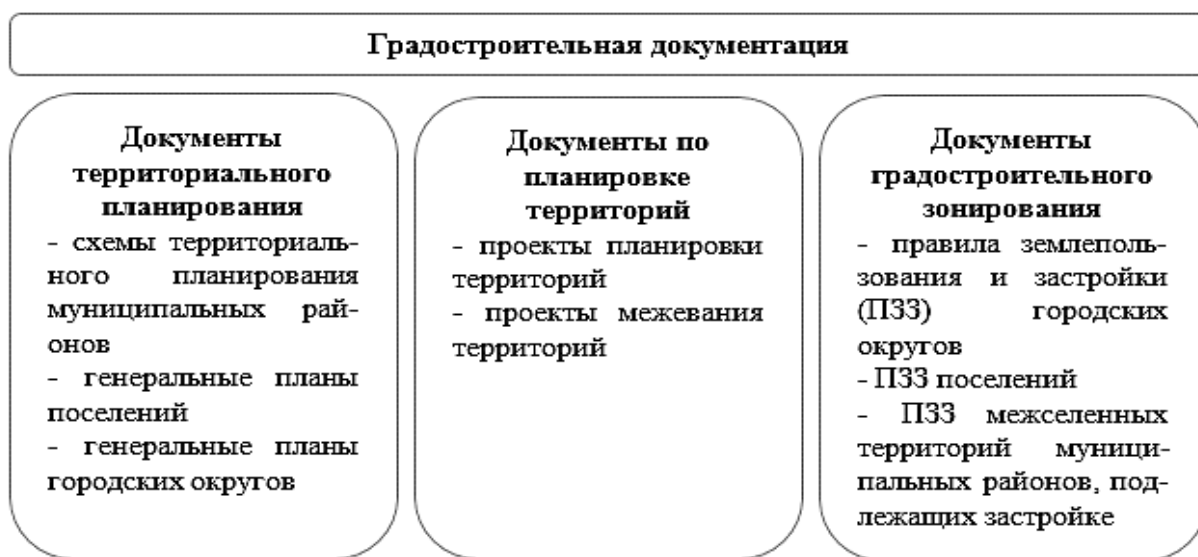 Градостроительная документация
Документы
территориального
планирования
- схемы территориаль-
ного планирования
муниципальных рай-
онов
- генеральные планы
поселений
- генеральные планы
городских округов
Документы по
планировке
территорий
- проекты планировки
территорий
- проекты межевания
территорий
Документы
градостроительного
зонирования
- правила землеполь-
зования и застройки
(ПЗЗ) городских
округов
- ПЗЗ поселений
- ПЗЗ межселенных
территорий муници-
пальных районов, под-
лежащих застройке